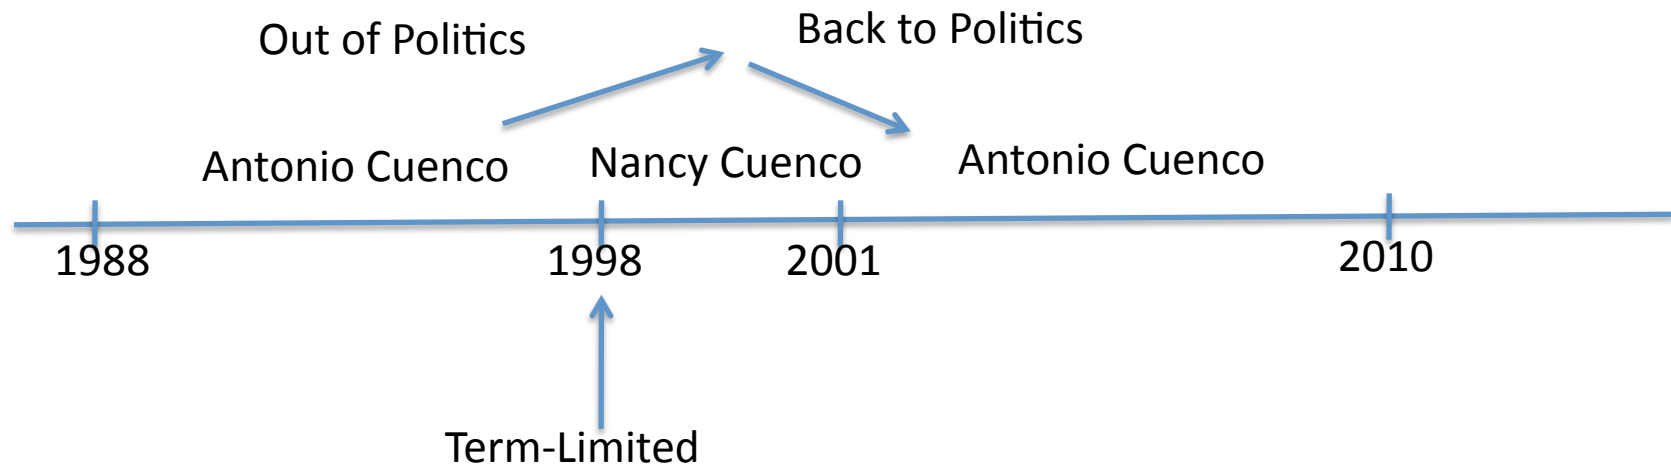 Out of Politics
Back to Politics
Antonio Cuenco
Nancy Cuenco
Antonio Cuenco
1988
1998
2001
2010
Term-Limited